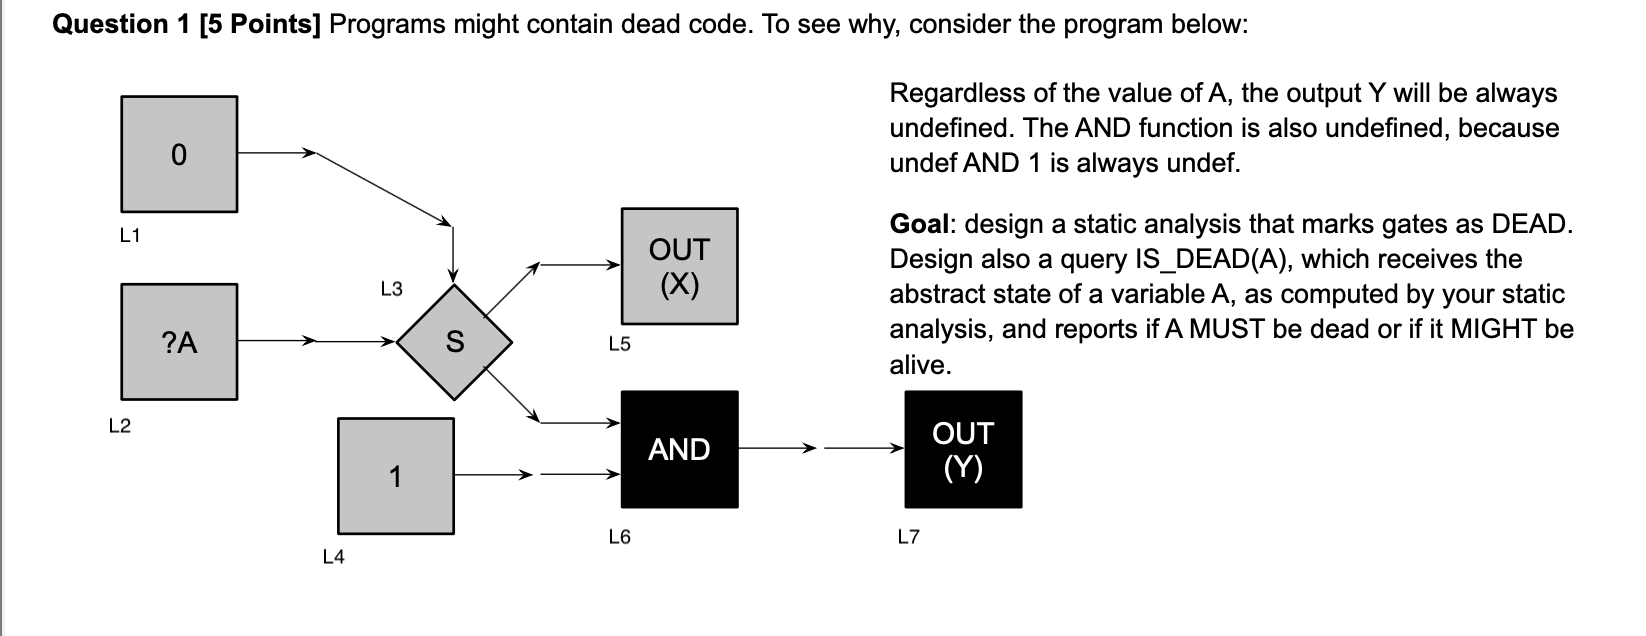 Question 1 [5 Points] Programs might contain dead code. To see why, consider the program below:
Regardless of the value of A, the output Y will be always
undefined. The AND function is also undefined, because
undef AND 1 is always undef.
Goal: design a static analysis that marks gates as DEAD.
Design also a query IS_DEAD(A), which receives the
abstract state of a variable A, as computed by your static
analysis, and reports if A MUST be dead or if it MIGHT be
alive.
0
L1
?A
L2
L3
S
1
L4
OUT
(X)
L5
AND
L6
OUT
(Y)
L7